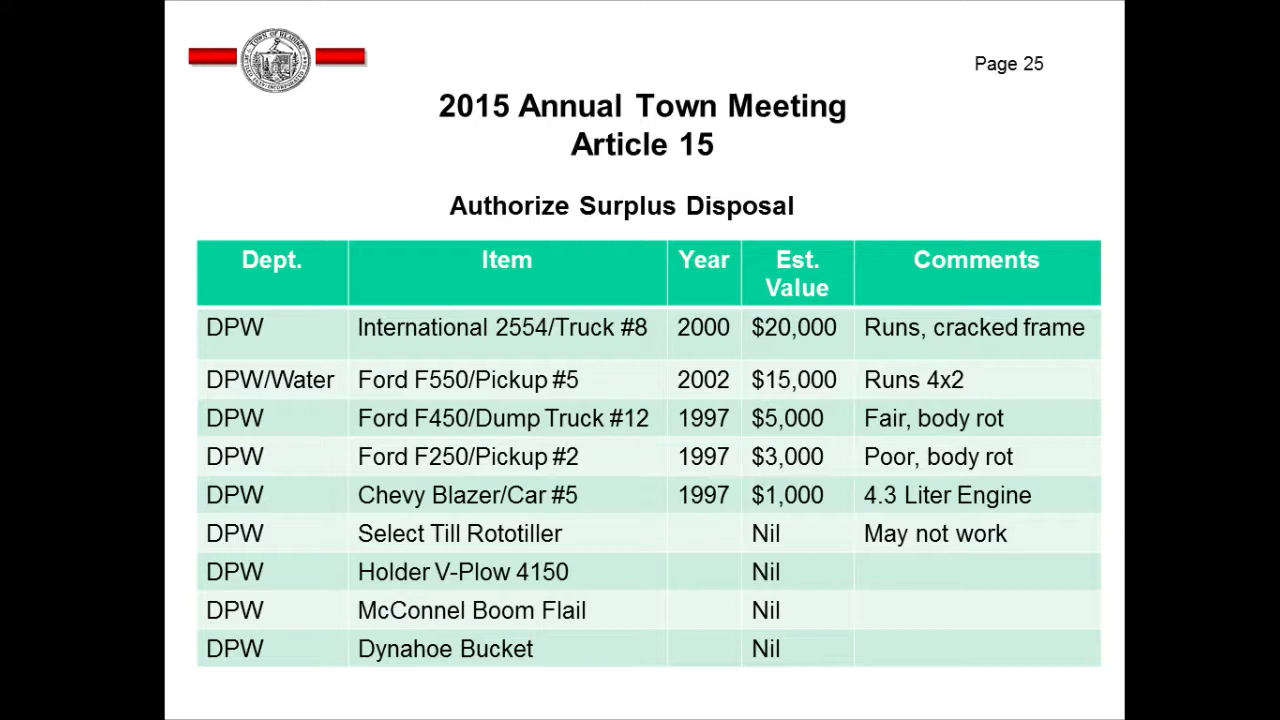 TOWN OF READING
Page 25
2015 Annual Town Meeting
Article 15
Authorize Surplus Disposal
Dept. Item Year Est. Value Comments
DPW International 2554/Truck #8 2000 $20,000 Runs, cracked frame
DPW/Water Ford F550/Pickup #5 2002 $15,000 Runs 4x2
DPW Ford F450/Dump Truck #12 1997 $5,000 Fair, body rot
DPW Ford F250/Pickup #2 1997 $3,000 Poor, body rot
DPW Chevy Blazer/Car #5 1997 $1,000 4.3 Liter Engine
DPW Select Till Rototiller Nil May not work
DPW Holder V-Plow 4150 Nil
DPW McConnel Boom Flail Nil
DPW Dynahoe Bucket Nil